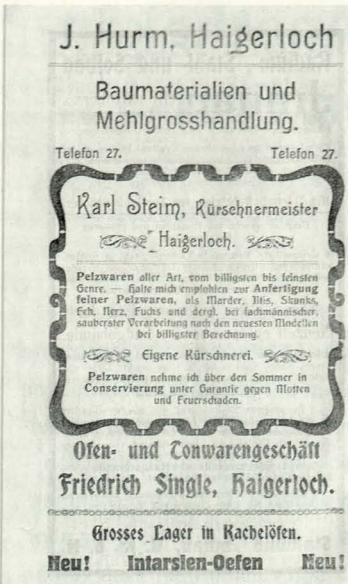 J. Hurm, Haigerloch
Baumaterialien und
Mehlgrosshandlung.
Telefon 27. Telefon 27.
Karl Steim, Kürschnermeister
Haigerloch.
Pelzwaren aller Art, vom billigsten bis feinsten
Genre. — Halte mich empfohlen zur Anfertigung
feiner Pelzwaren, als Marder, Iltis, Skunks,
Feh, Nerz, Fuchs und dergl. bei fachmännischer,
sauberster Verarbeitung nach den neuesten Modellen
bei billigster Berechnung.
Eigene Kürschnerei.
Pelzwaren nehme ich über den Sommer in
Conservierung unter Garantie gegen Motten
und Feuerschaden.
Ofen- und Tonwarengeschäft
Friedrich Single, Haigerloch.
Grosses Lager in Kachelöfen.
Neu! Intarsien-Oefen Neu!